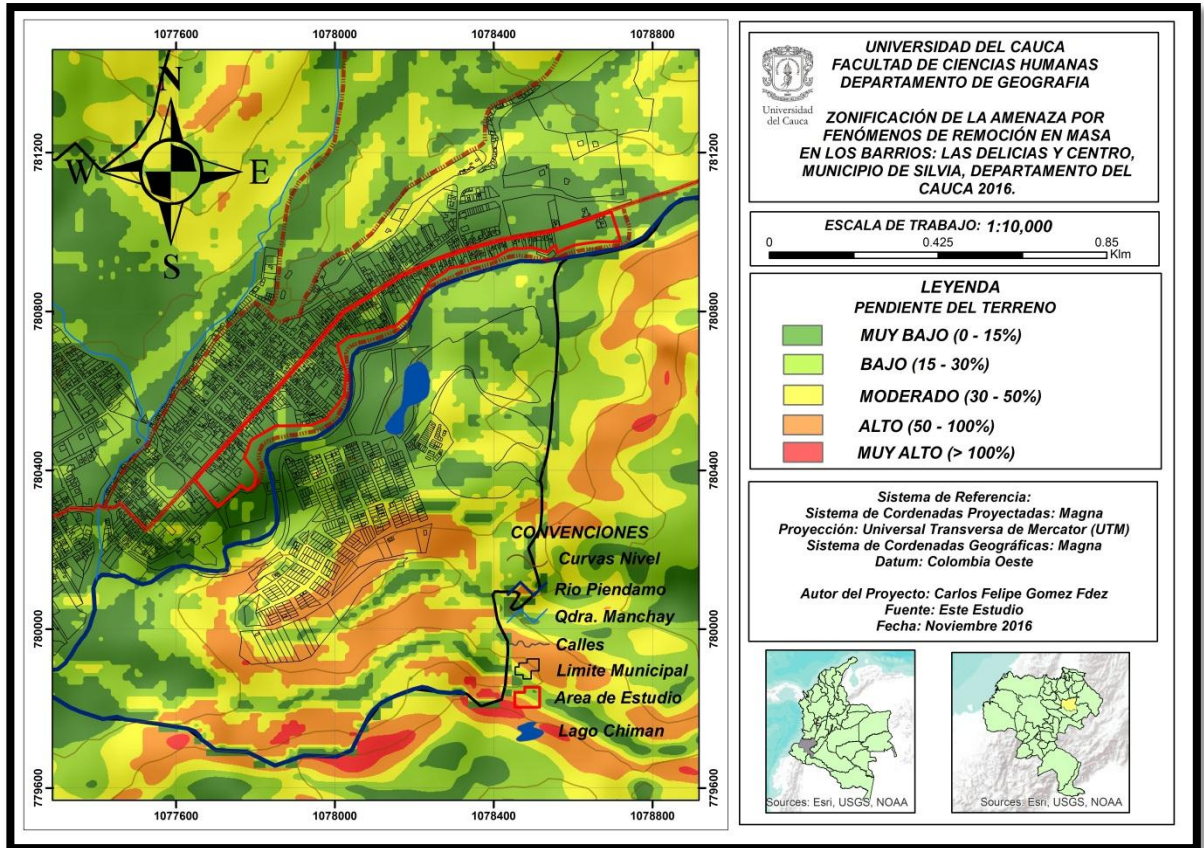 1077600
1078000
1078400
1078800
781200
781200
780800
780800
780400
780400
780000
780000
779600
779600
1077600
1078000
1078400
1078800
N
W
E
S
CONVENCIONES
Curvas Nivel
Rio Piendamo
Qdra. Manchay
Calles
Limite Municipal
Area de Estudio
Lago Chiman
Universidad
del Cauca
UNIVERSIDAD DEL CAUCA
FACULTAD DE CIENCIAS HUMANAS
DEPARTAMENTO DE GEOGRAFIA
ZONIFICACIÓN DE LA AMENAZA POR
FENÓMENOS DE REMOCIÓN EN MASA
EN LOS BARRIOS: LAS DELICIAS Y CENTRO,
MUNICIPIO DE SILVIA, DEPARTAMENTO DEL
CAUCA 2016.
ESCALA DE TRABAJO: 1:10,000
0 0.425 0.85
Klm
LEYENDA
PENDIENTE DEL TERRENO
MUY BAJO (0 - 15%)
BAJO (15 - 30%)
MODERADO (30 - 50%)
ALTO (50 - 100%)
MUY ALTO (> 100%)
Sistema de Referencia:
Sistema de Cordenadas Proyectadas: Magna
Proyección: Universal Transversa de Mercator (UTM)
Sistema de Cordenadas Geográficas: Magna
Datum: Colombia Oeste
Autor del Proyecto: Carlos Felipe Gomez Fdez
Fuente: Este Estudio
Fecha: Noviembre 2016
Sources: Esri, USGS, NOAA
Sources: Esri, USGS, NOAA